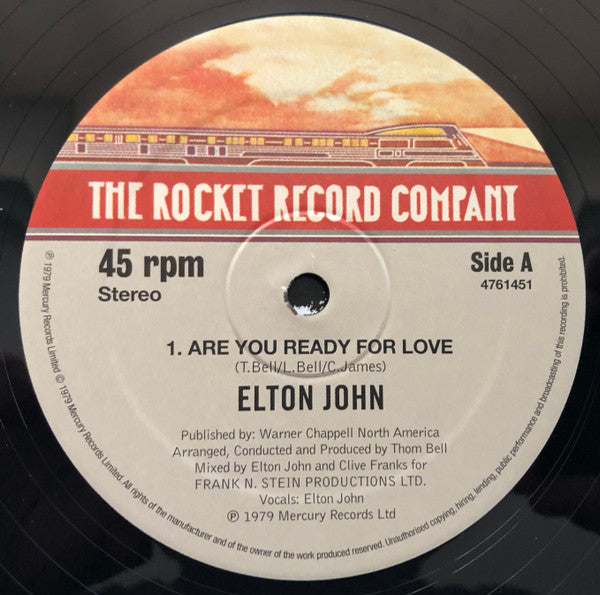 THE ROCKET RECORD COMPANY
45 rpm
Stereo
Side A
4761451
1. ARE YOU READY FOR LOVE
(T.Bell/L.Bell/C.James)
ELTON JOHN
Published by: Warner Chappell North America
Arranged, Conducted and Produced by Thom Bell
Mixed by Elton John and Clive Franks for
FRANK N. STEIN PRODUCTIONS LTD.
Vocals: Elton John
℗ 1979 Mercury Records Ltd
℗ 1979 Mercury Records Limited © 1979 Mercury Records Limited. All rights of the manufacturer and of the owner of the work produced reserved. Unauthorised copying, hiring, lending, public performance and broadcasting of this recording is prohibited.